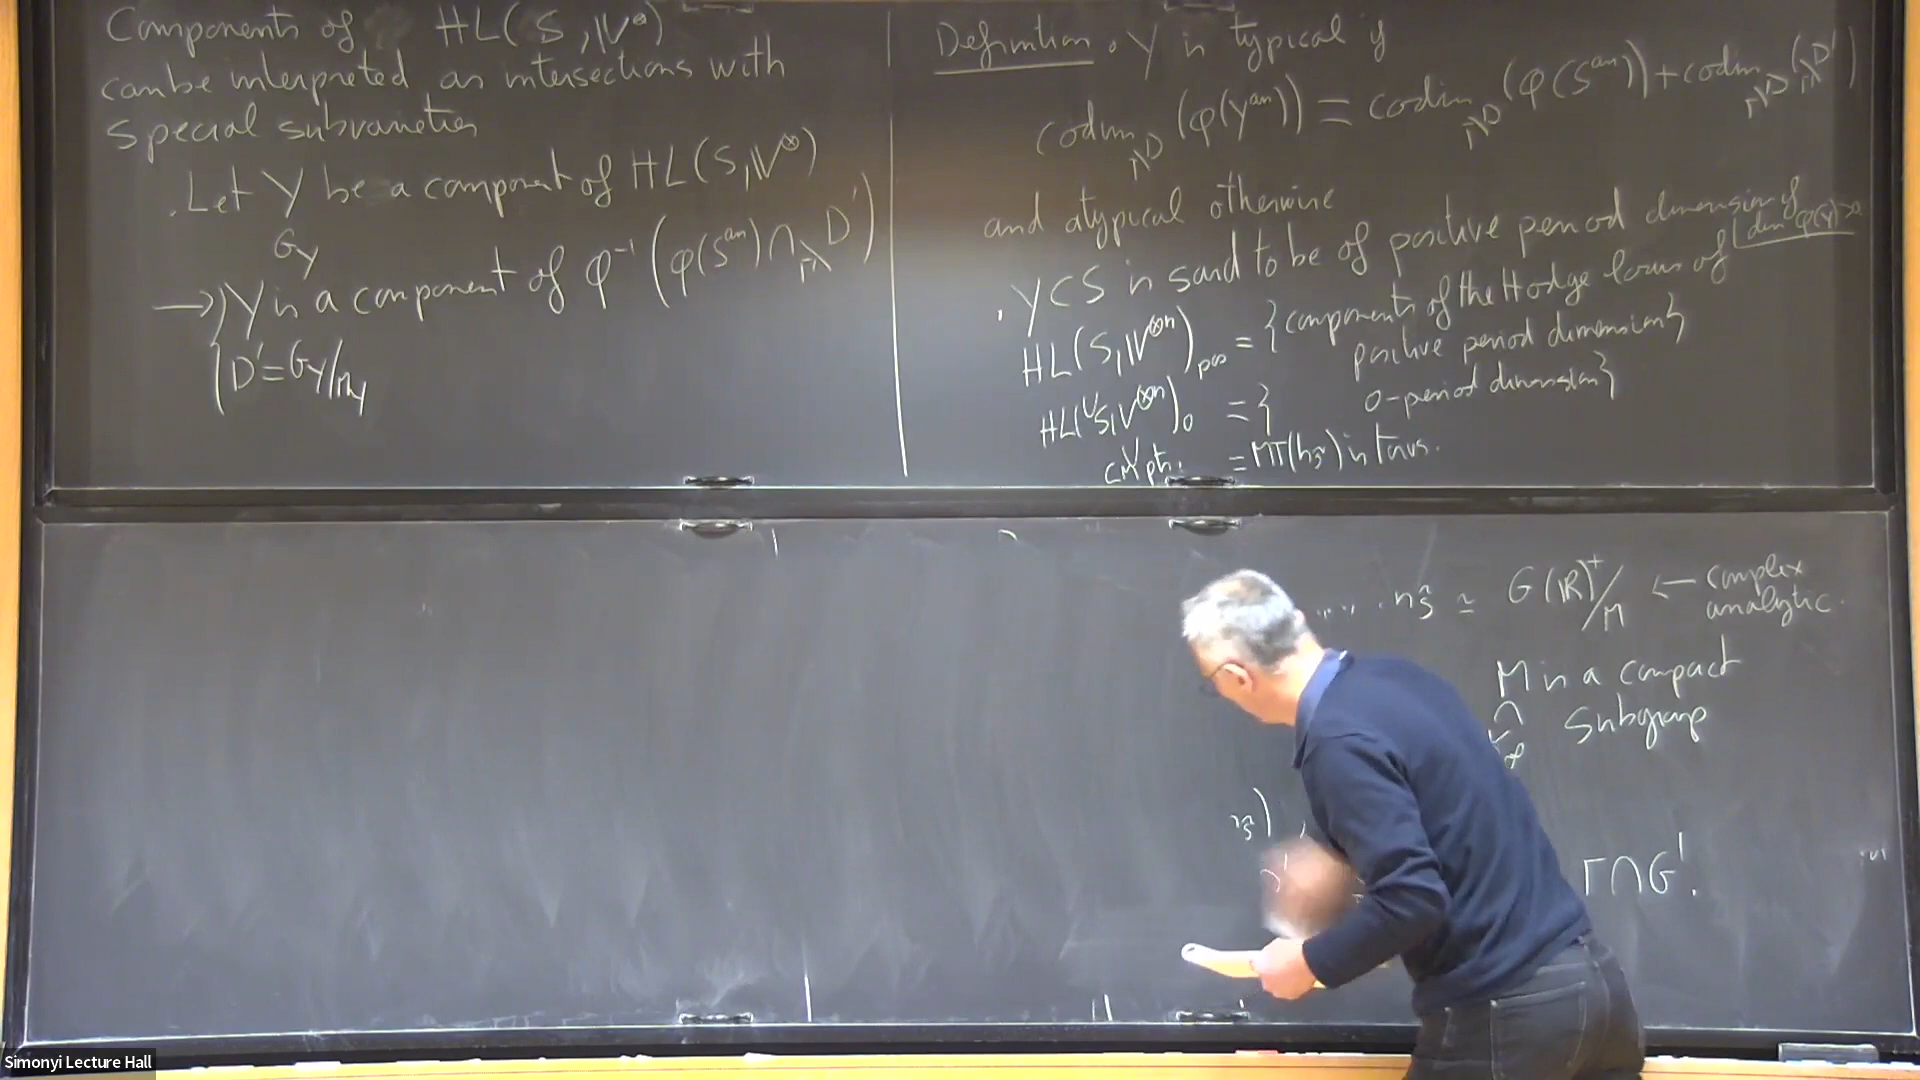 Components of HL(S, 𝕍^⊗)
can be interpreted as intersections with
special subvarieties
. Let Y be a component of HL(S, 𝕍^⊗)
G_Y
→ { Y is a component of φ^{-1}(φ(S^{an}) ∩ Γ\D')
D' = G_Y/M_Y
Definition . Y is typical if
codim_{Γ\D} (φ(Y^{an})) = codim_{Γ\D} (φ(S^{an})) + codim_{Γ\D} (Γ\D')
and atypical otherwise
. Y ⊂ S is said to be of positive period dimension if dim φ(Y)>0
HL(S, 𝕍^{⊗n})_{pos} = { components of the Hodge locus of
positive period dimension }
HL(S, 𝕍^{⊗n})_0 = { 0-period dimension }
∪
CM pts = MT(h_{s̃}) is torus.
. h_{s̃} ≃ G(ℝ)^+/M ← complex
analytic.
M is a compact
∩ subgroup
Γ∩G'.
Simonyi Lecture Hall